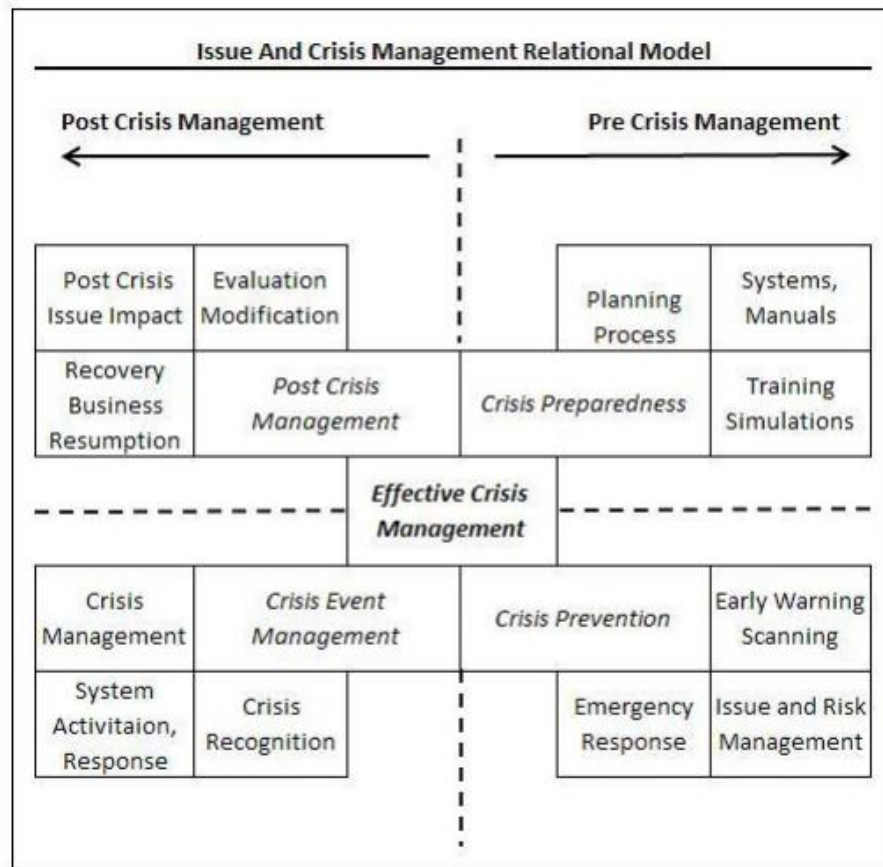 Issue And Crisis Management Relational Model
Post Crisis Management
Pre Crisis Management
Post Crisis
Issue Impact
Evaluation
Modification
Planning
Process
Systems,
Manuals
Recovery
Business
Resumption
Post Crisis
Management
Crisis Preparedness
Training
Simulations
Effective Crisis
Management
Crisis
Management
Crisis Event
Management
Crisis Prevention
Early Warning
Scanning
System
Activitaion,
Response
Crisis
Recognition
Emergency
Response
Issue and Risk
Management